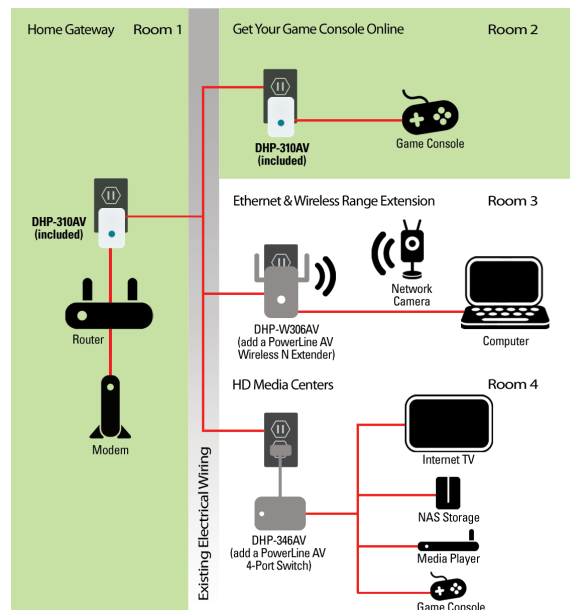 Home Gateway Room 1
DHP-310AV
(included)
Router
Modem
Existing Electrical Wiring
Get Your Game Console Online Room 2
DHP-310AV
(included)
Game Console
Ethernet & Wireless Range Extension Room 3
Network
Camera
DHP-W306AV
(add a PowerLine AV
Wireless N Extender)
Computer
HD Media Centers Room 4
DHP-346AV
(add a PowerLine AV
4-Port Switch)
Internet TV
NAS Storage
Media Player
Game Console